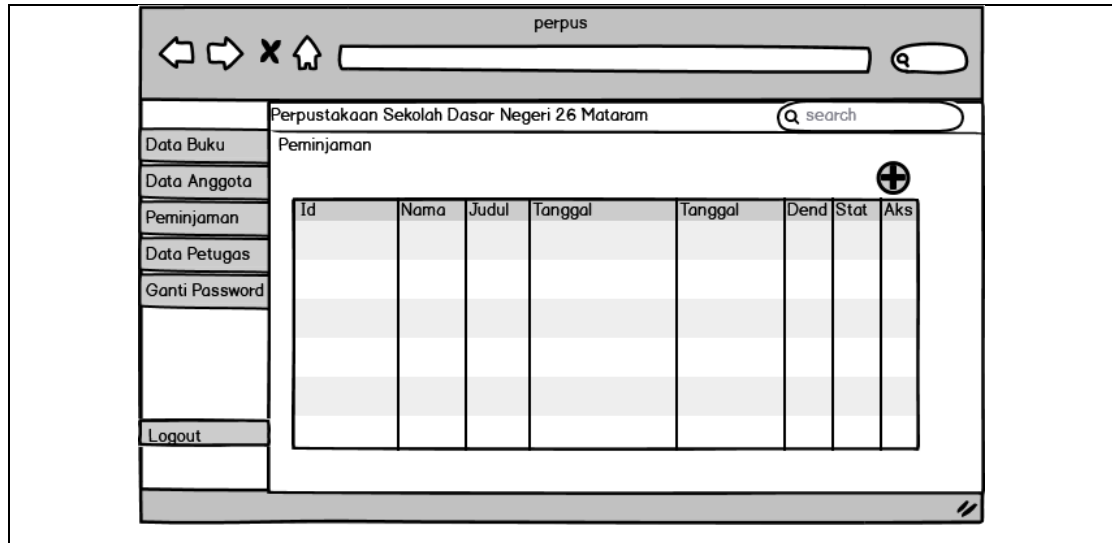 perpus
Perpustakaan Sekolah Dasar Negeri 26 Mataram
search
Data Buku
Data Anggota
Peminjaman
Data Petugas
Ganti Password
Logout
Peminjaman
Id Nama Judul Tanggal Tanggal Dend Stat Aks